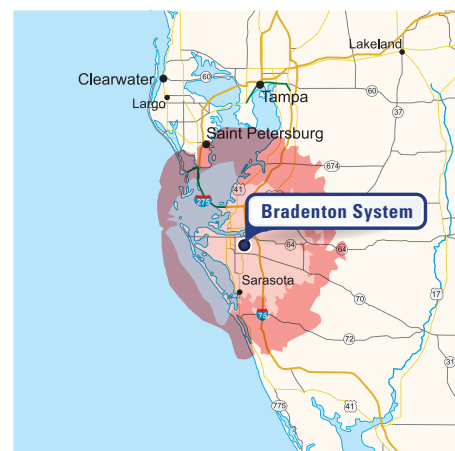 Lakeland
Clearwater
60
Largo
Tampa
60
37
Saint Petersburg
674
41
275
Bradenton System
64
64
Sarasota
70
17
75
72
31
775
41